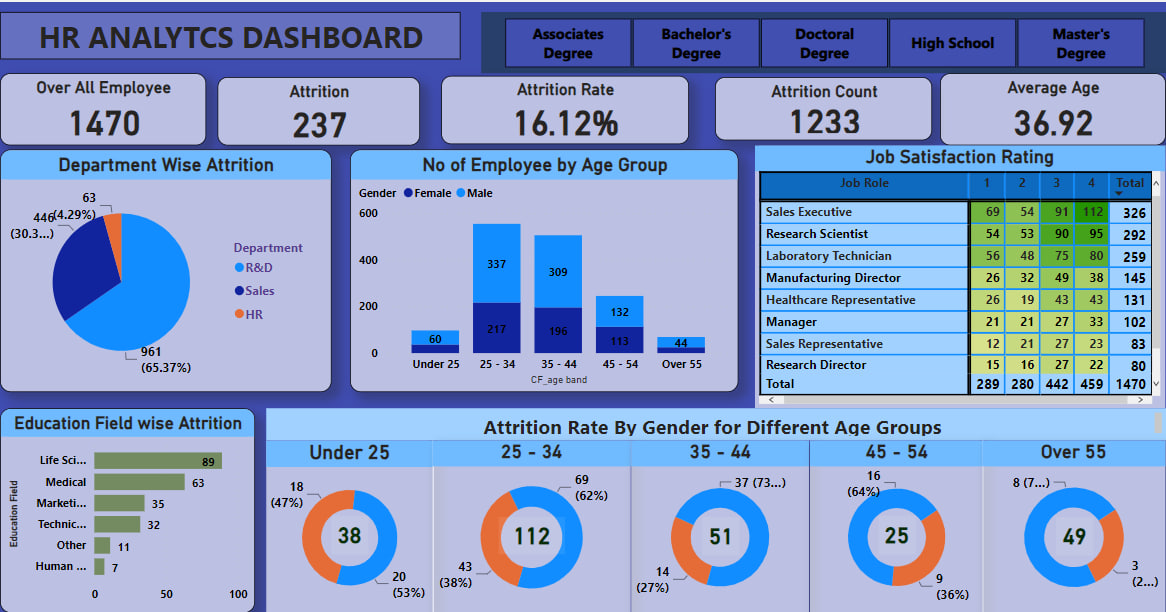 HR ANALYTCS DASHBOARD
Associates Degree
Bachelor's Degree
Doctoral Degree
High School
Master's Degree
Over All Employee
1470
Attrition
237
Attrition Rate
16.12%
Attrition Count
1233
Average Age
36.92
Department Wise Attrition
63
(4.29%)
446
(30.3...)
961
(65.37%)
Department
R&D
Sales
HR
No of Employee by Age Group
Gender Female Male
600
400
200
0
60
337
217
309
196
132
113
44
Under 25 25 - 34 35 - 44 45 - 54 Over 55
CF_age band
Job Satisfaction Rating
Job Role 1 2 3 4 Total
Sales Executive 69 54 91 112 326
Research Scientist 54 53 90 95 292
Laboratory Technician 56 48 75 80 259
Manufacturing Director 26 32 49 38 145
Healthcare Representative 26 19 43 43 131
Manager 21 21 27 33 102
Sales Representative 12 21 27 23 83
Research Director 15 16 27 22 80
Total 289 280 442 459 1470
Education Field wise Attrition
Education Field
Life Sci... 89
Medical 63
Marketi... 35
Technic... 32
Other 11
Human ... 7
0 50 100
Attrition Rate By Gender for Different Age Groups
Under 25
18
(47%)
38
20
(53%)
25 - 34
69
(62%)
112
43
(38%)
35 - 44
37 (73...)
51
14
(27%)
45 - 54
16
(64%)
25
9
(36%)
Over 55
8 (7...)
49
3
(2...)